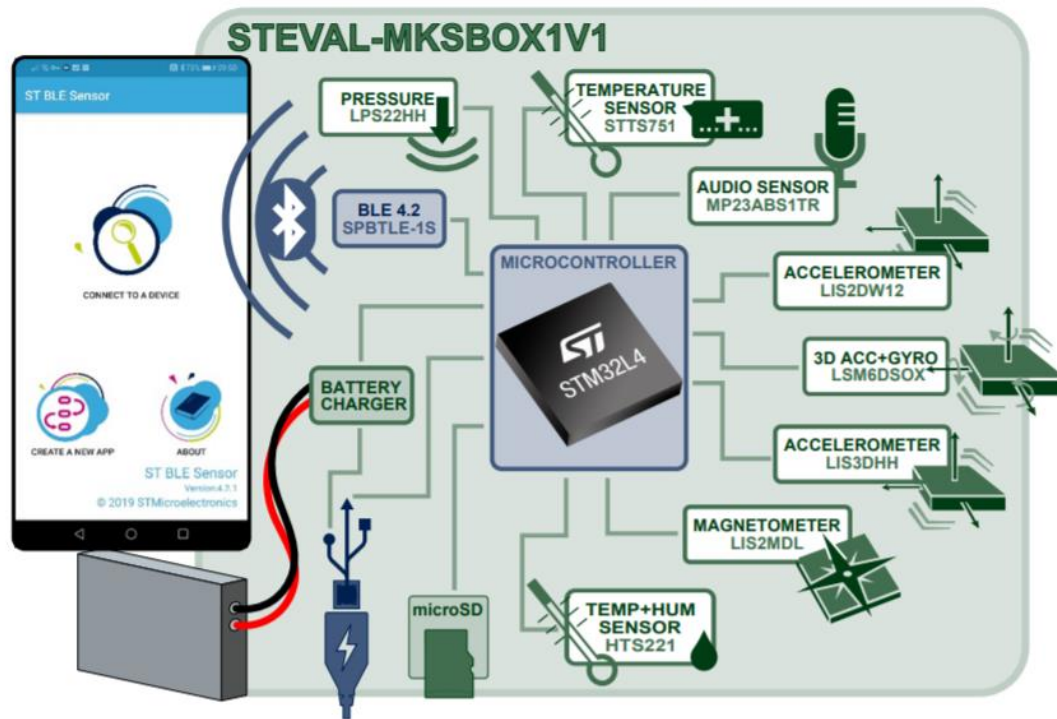 STEVAL-MKSBOX1V1
ST BLE Sensor
CONNECT TO A DEVICE
CREATE A NEW APP
ABOUT
ST BLE Sensor
Version:4.7.1
© 2019 STMicroelectronics
PRESSURE
LPS22HH
TEMPERATURE
SENSOR
STTS751
AUDIO SENSOR
MP23ABS1TR
BLE 4.2
SPBTLE-1S
MICROCONTROLLER
ST
STM32L4
ACCELEROMETER
LIS2DW12
3D ACC+GYRO
LSM6DSOX
BATTERY
CHARGER
ACCELEROMETER
LIS3DHH
MAGNETOMETER
LIS2MDL
microSD
TEMP+HUM
SENSOR
HTS221